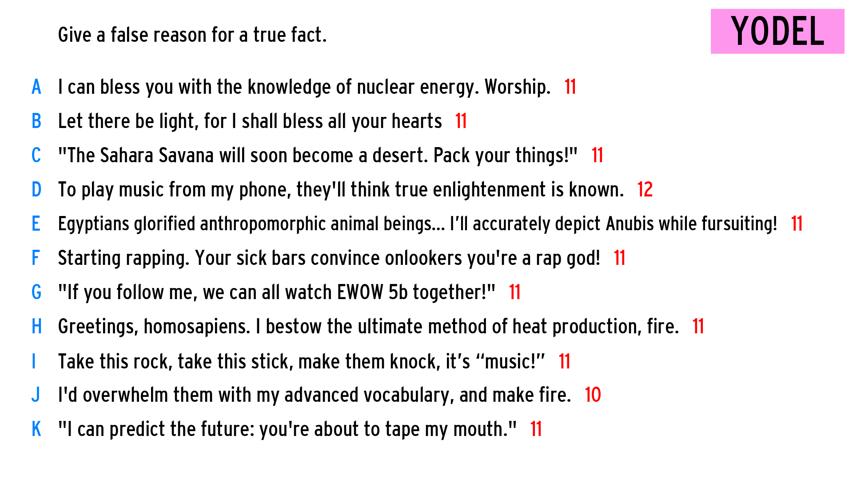 Give a false reason for a true fact.
YODEL
A I can bless you with the knowledge of nuclear energy. Worship. 11
B Let there be light, for I shall bless all your hearts 11
C "The Sahara Savana will soon become a desert. Pack your things!" 11
D To play music from my phone, they'll think true enlightenment is known. 12
E Egyptians glorified anthropomorphic animal beings... I’ll accurately depict Anubis while fursuiting! 11
F Starting rapping. Your sick bars convince onlookers you're a rap god! 11
G "If you follow me, we can all watch EWOW 5b together!" 11
H Greetings, homosapiens. I bestow the ultimate method of heat production, fire. 11
I Take this rock, take this stick, make them knock, it’s “music!” 11
J I'd overwhelm them with my advanced vocabulary, and make fire. 10
K "I can predict the future: you're about to tape my mouth." 11